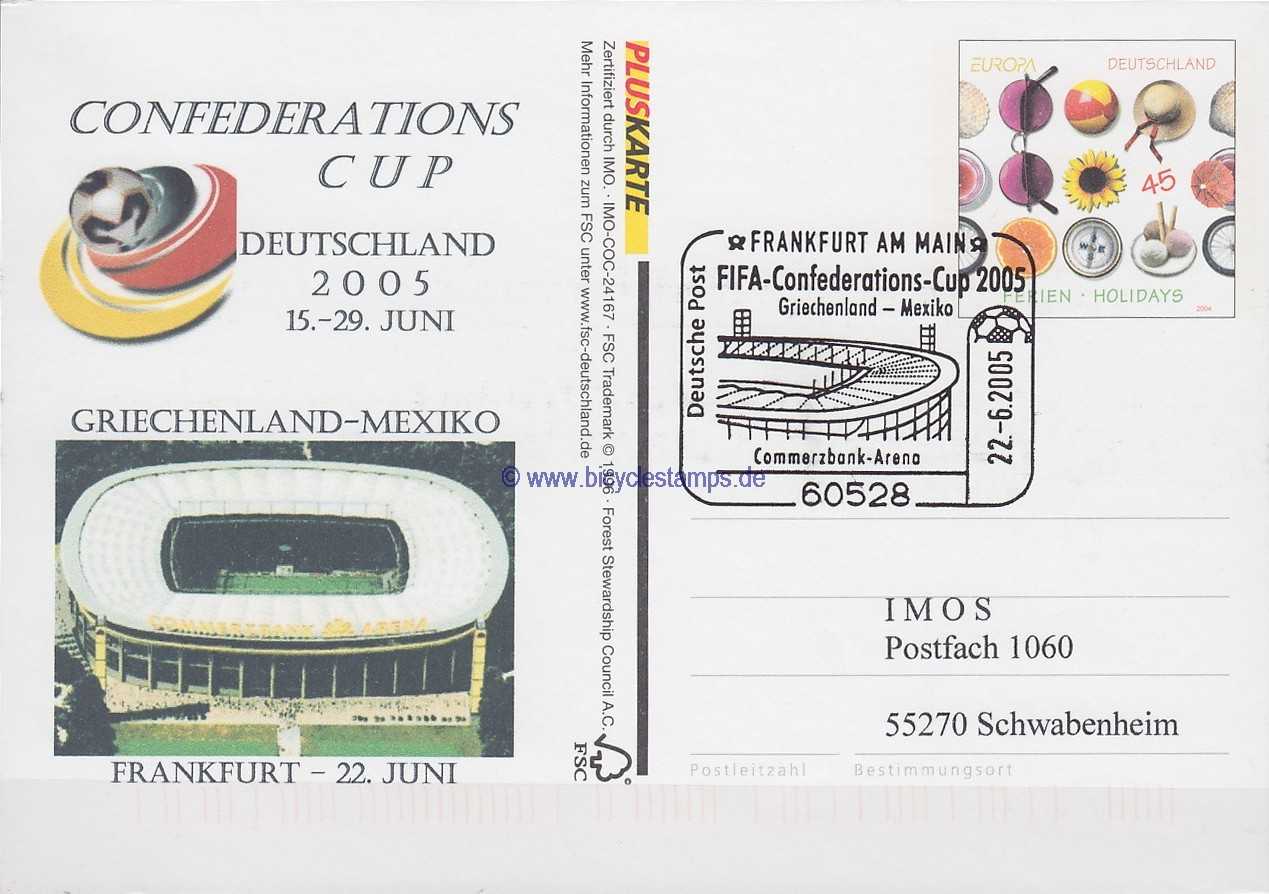 CONFEDERATIONS
CUP
DEUTSCHLAND
2005
15.-29. JUNI
GRIECHENLAND-MEXIKO
COMMERZBANK ARENA
FRANKFURT - 22. JUNI
PLUSKARTE
Zertifiziert durch IMO. · IMO-COC-24167 · FSC Trademark © 1996 · Forest Stewardship Council A.C.
Mehr Informationen zum FSC unter www.fsc-deutschland.de
FSC
© www.bicyclestamps.de
EUROPA DEUTSCHLAND
45
W E
S
FERIEN · HOLIDAYS
2004
FRANKFURT AM MAIN
FIFA-Confederations-Cup 2005
Griechenland – Mexiko
Deutsche Post
Commerzbank-Arena
60528
22.-6.2005
IMOS
Postfach 1060
55270 Schwabenheim
Postleitzahl Bestimmungsort